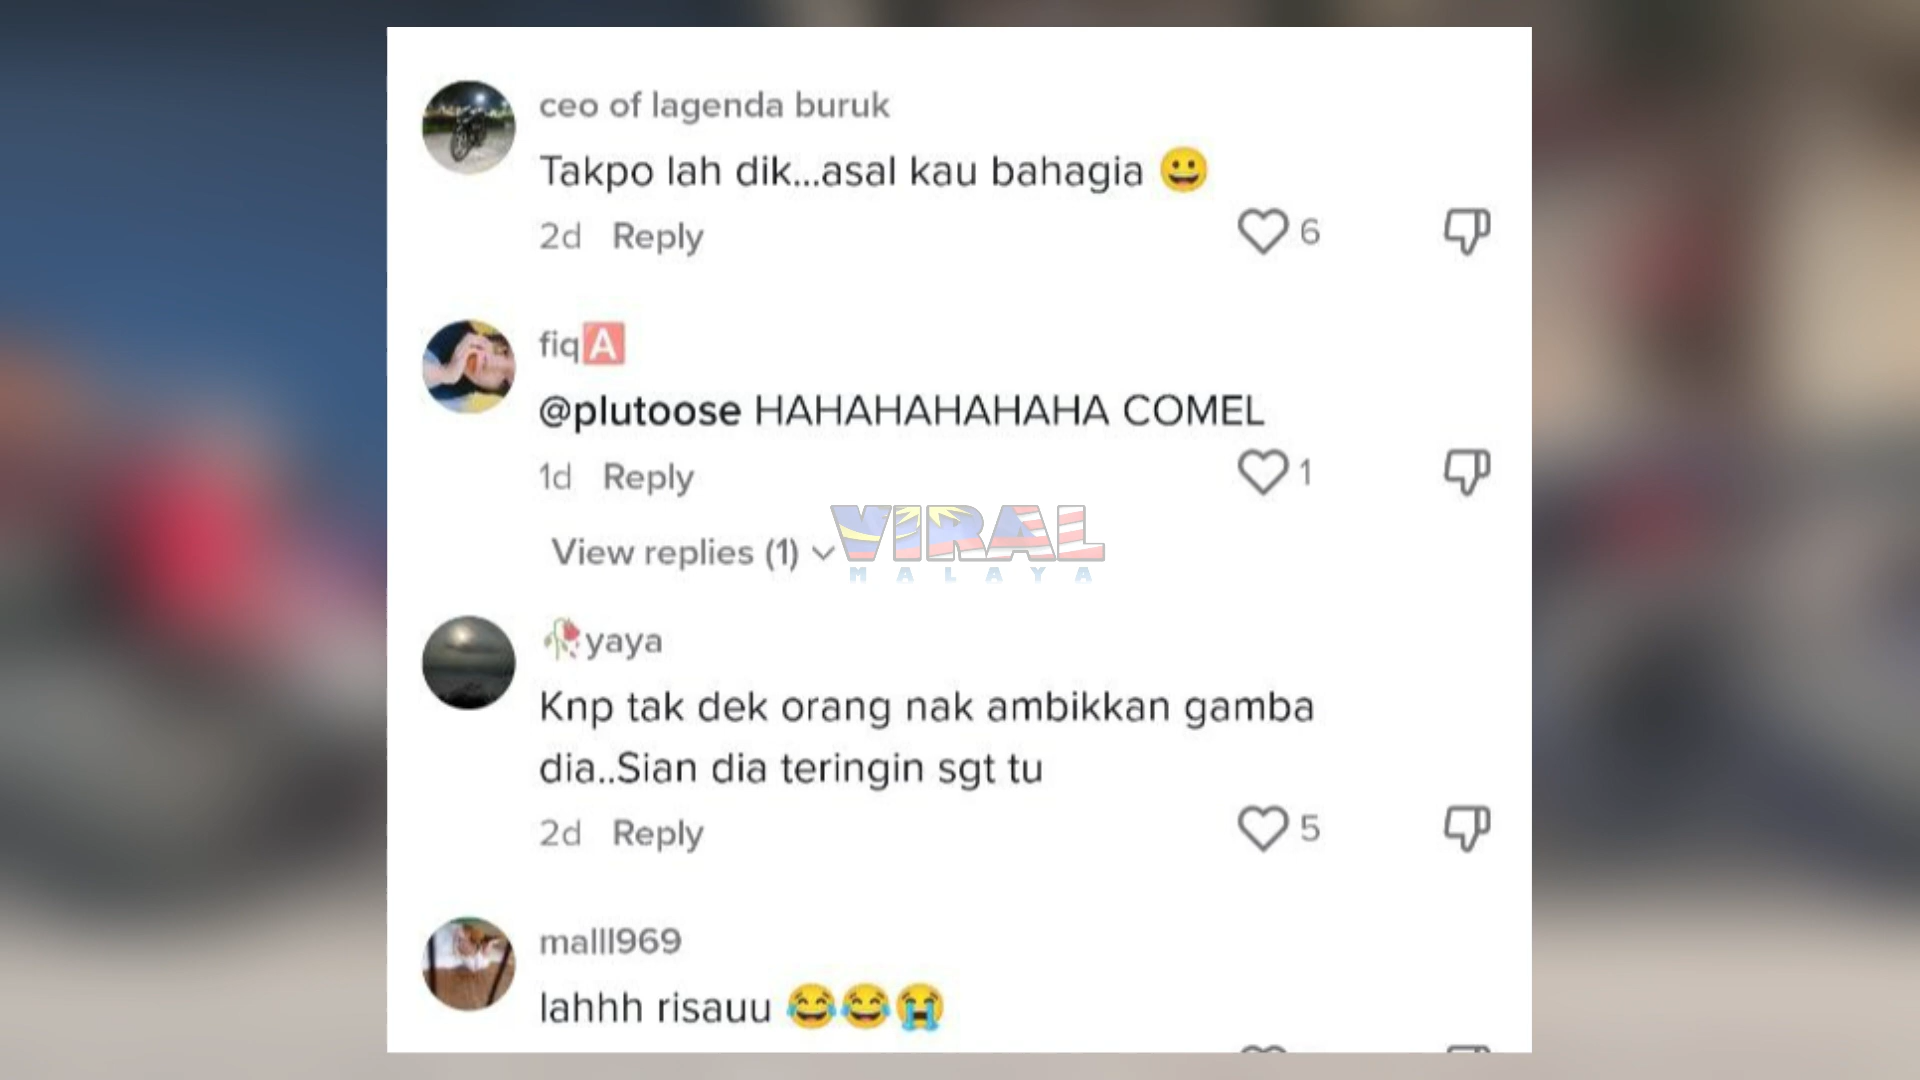 ceo of lagenda buruk
Takpo lah dik...asal kau bahagia 😀
2d Reply 6
fiq🅰
@plutoose HAHAHAHAHAHA COMEL
1d Reply 1
View replies (1)
VIRAL
MALAYA
🥀yaya
Knp tak dek orang nak ambikkan gamba
dia..Sian dia teringin sgt tu
2d Reply 5
malll969
lahhh risauu 😂😂😭